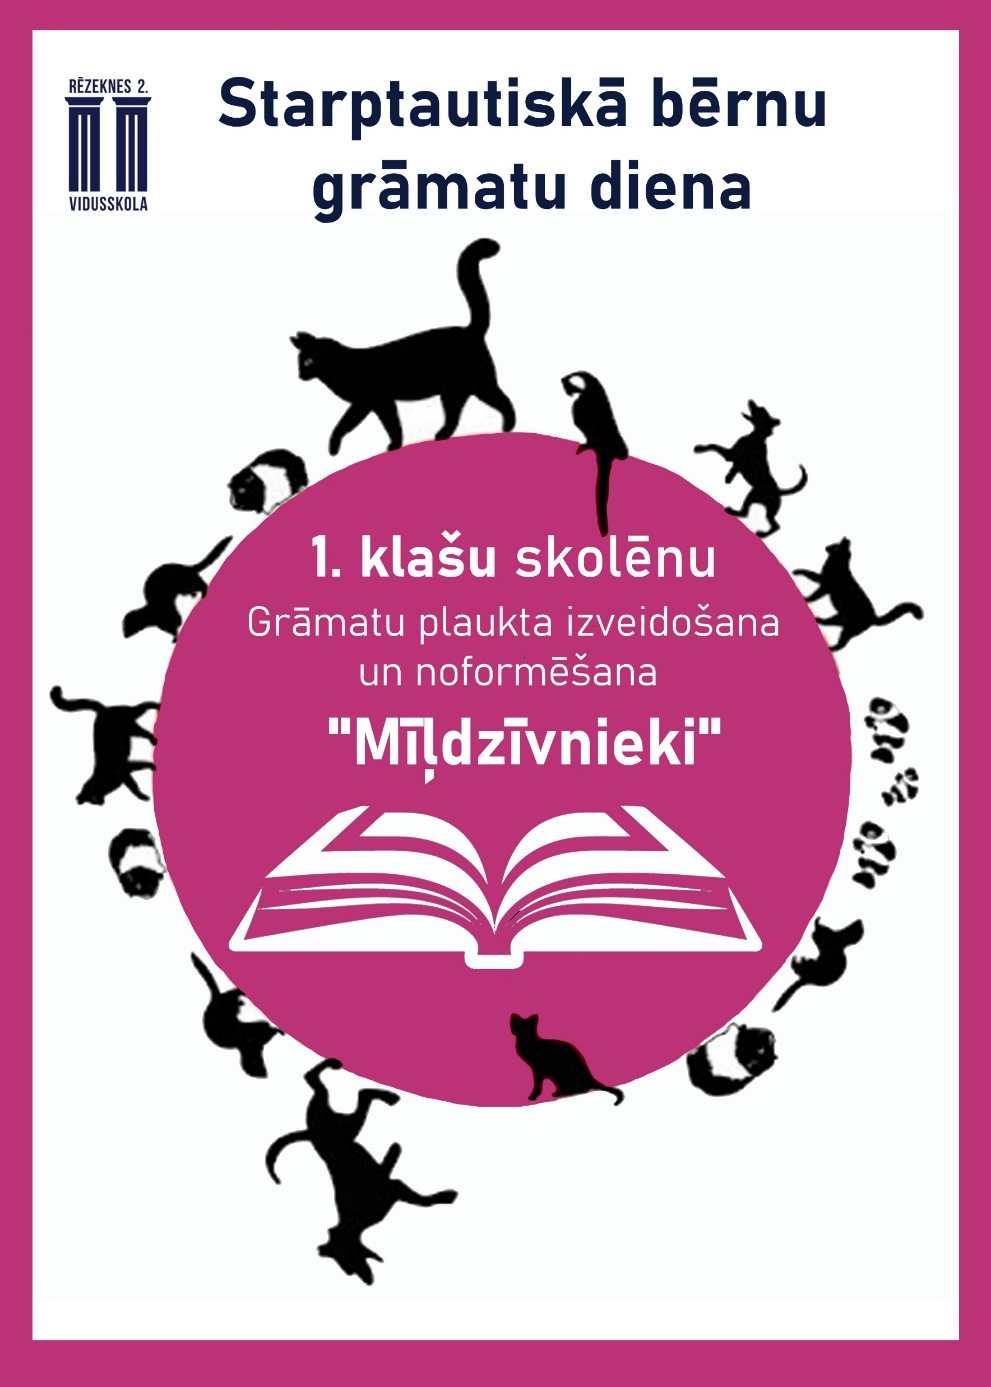 RĒZEKNES 2.
VIDUSSKOLA
Starptautiskā bērnu
grāmatu diena
1. klašu skolēnu
Grāmatu plaukta izveidošana
un noformēšana
"Mīļdzīvnieki"